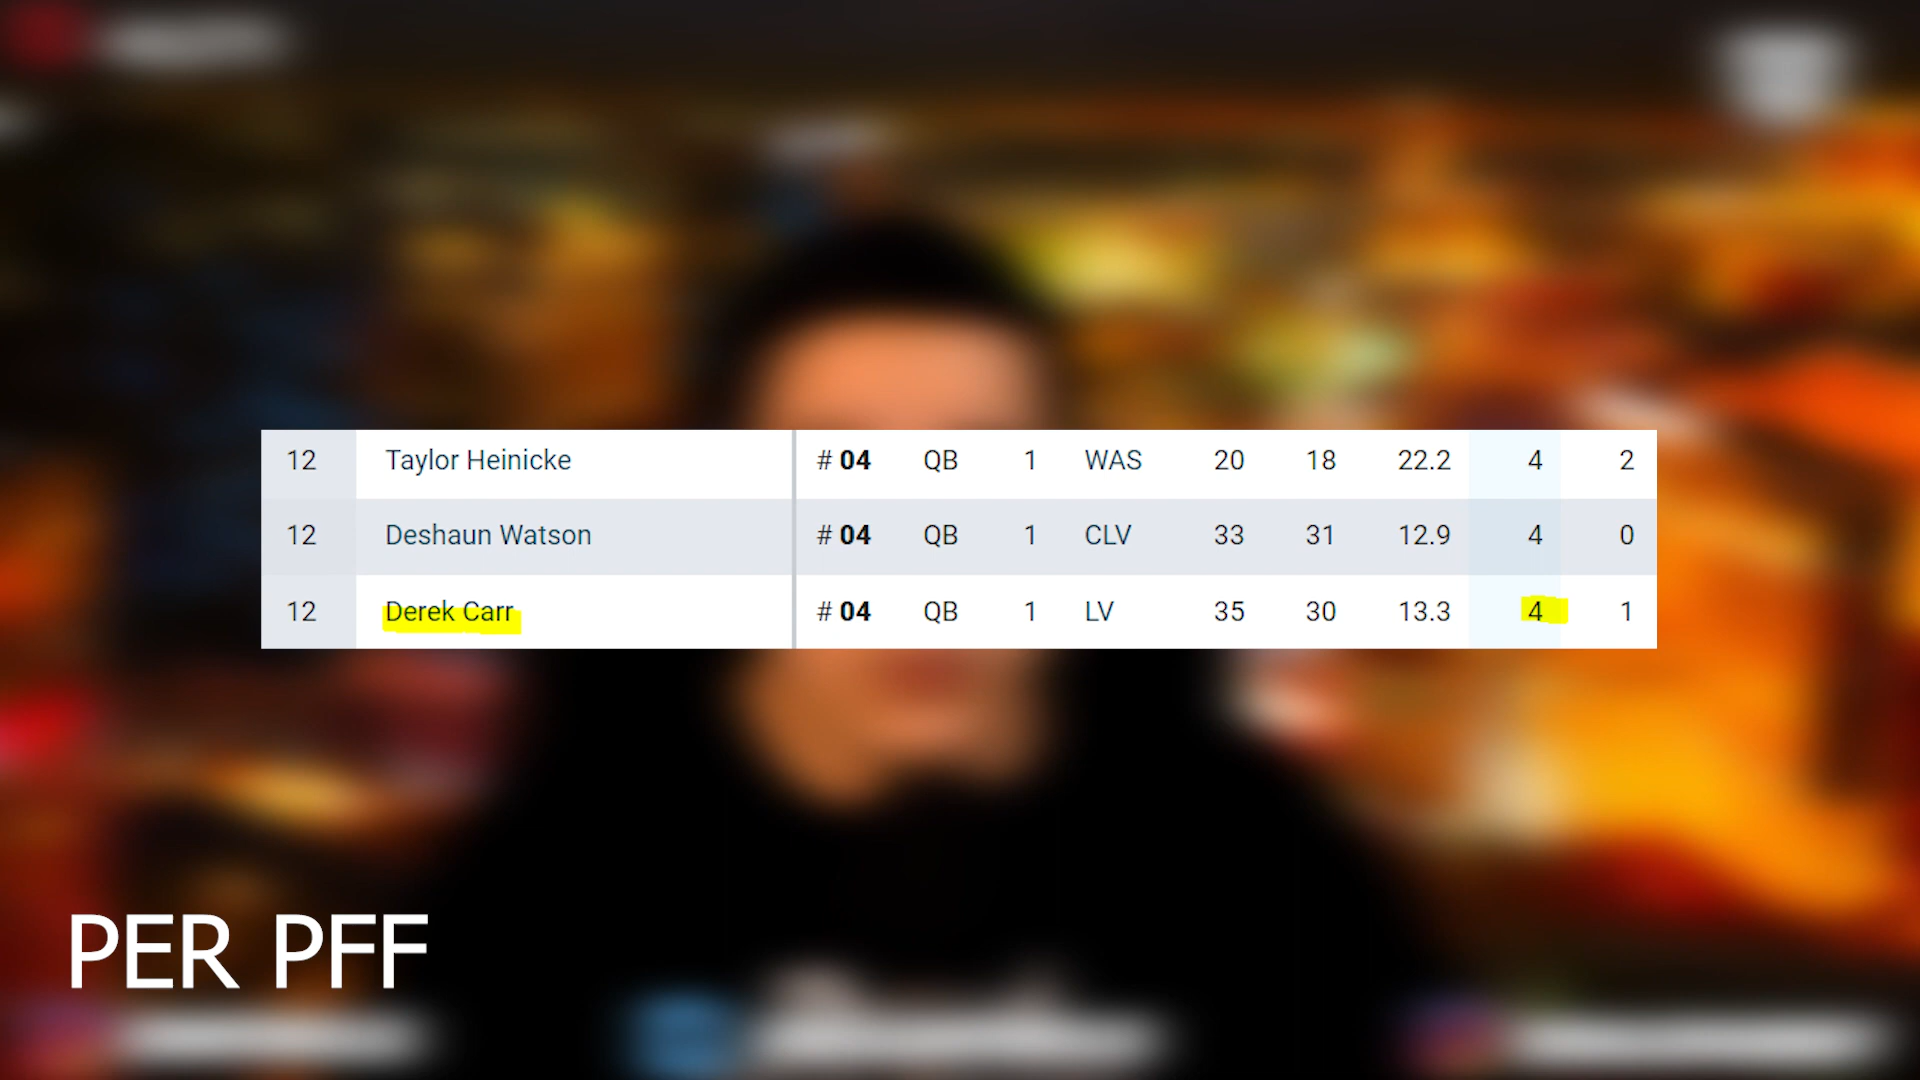 12 Taylor Heinicke # 04 QB 1 WAS 20 18 22.2 4 2
12 Deshaun Watson # 04 QB 1 CLV 33 31 12.9 4 0
12 Derek Carr # 04 QB 1 LV 35 30 13.3 4 1
PER PFF